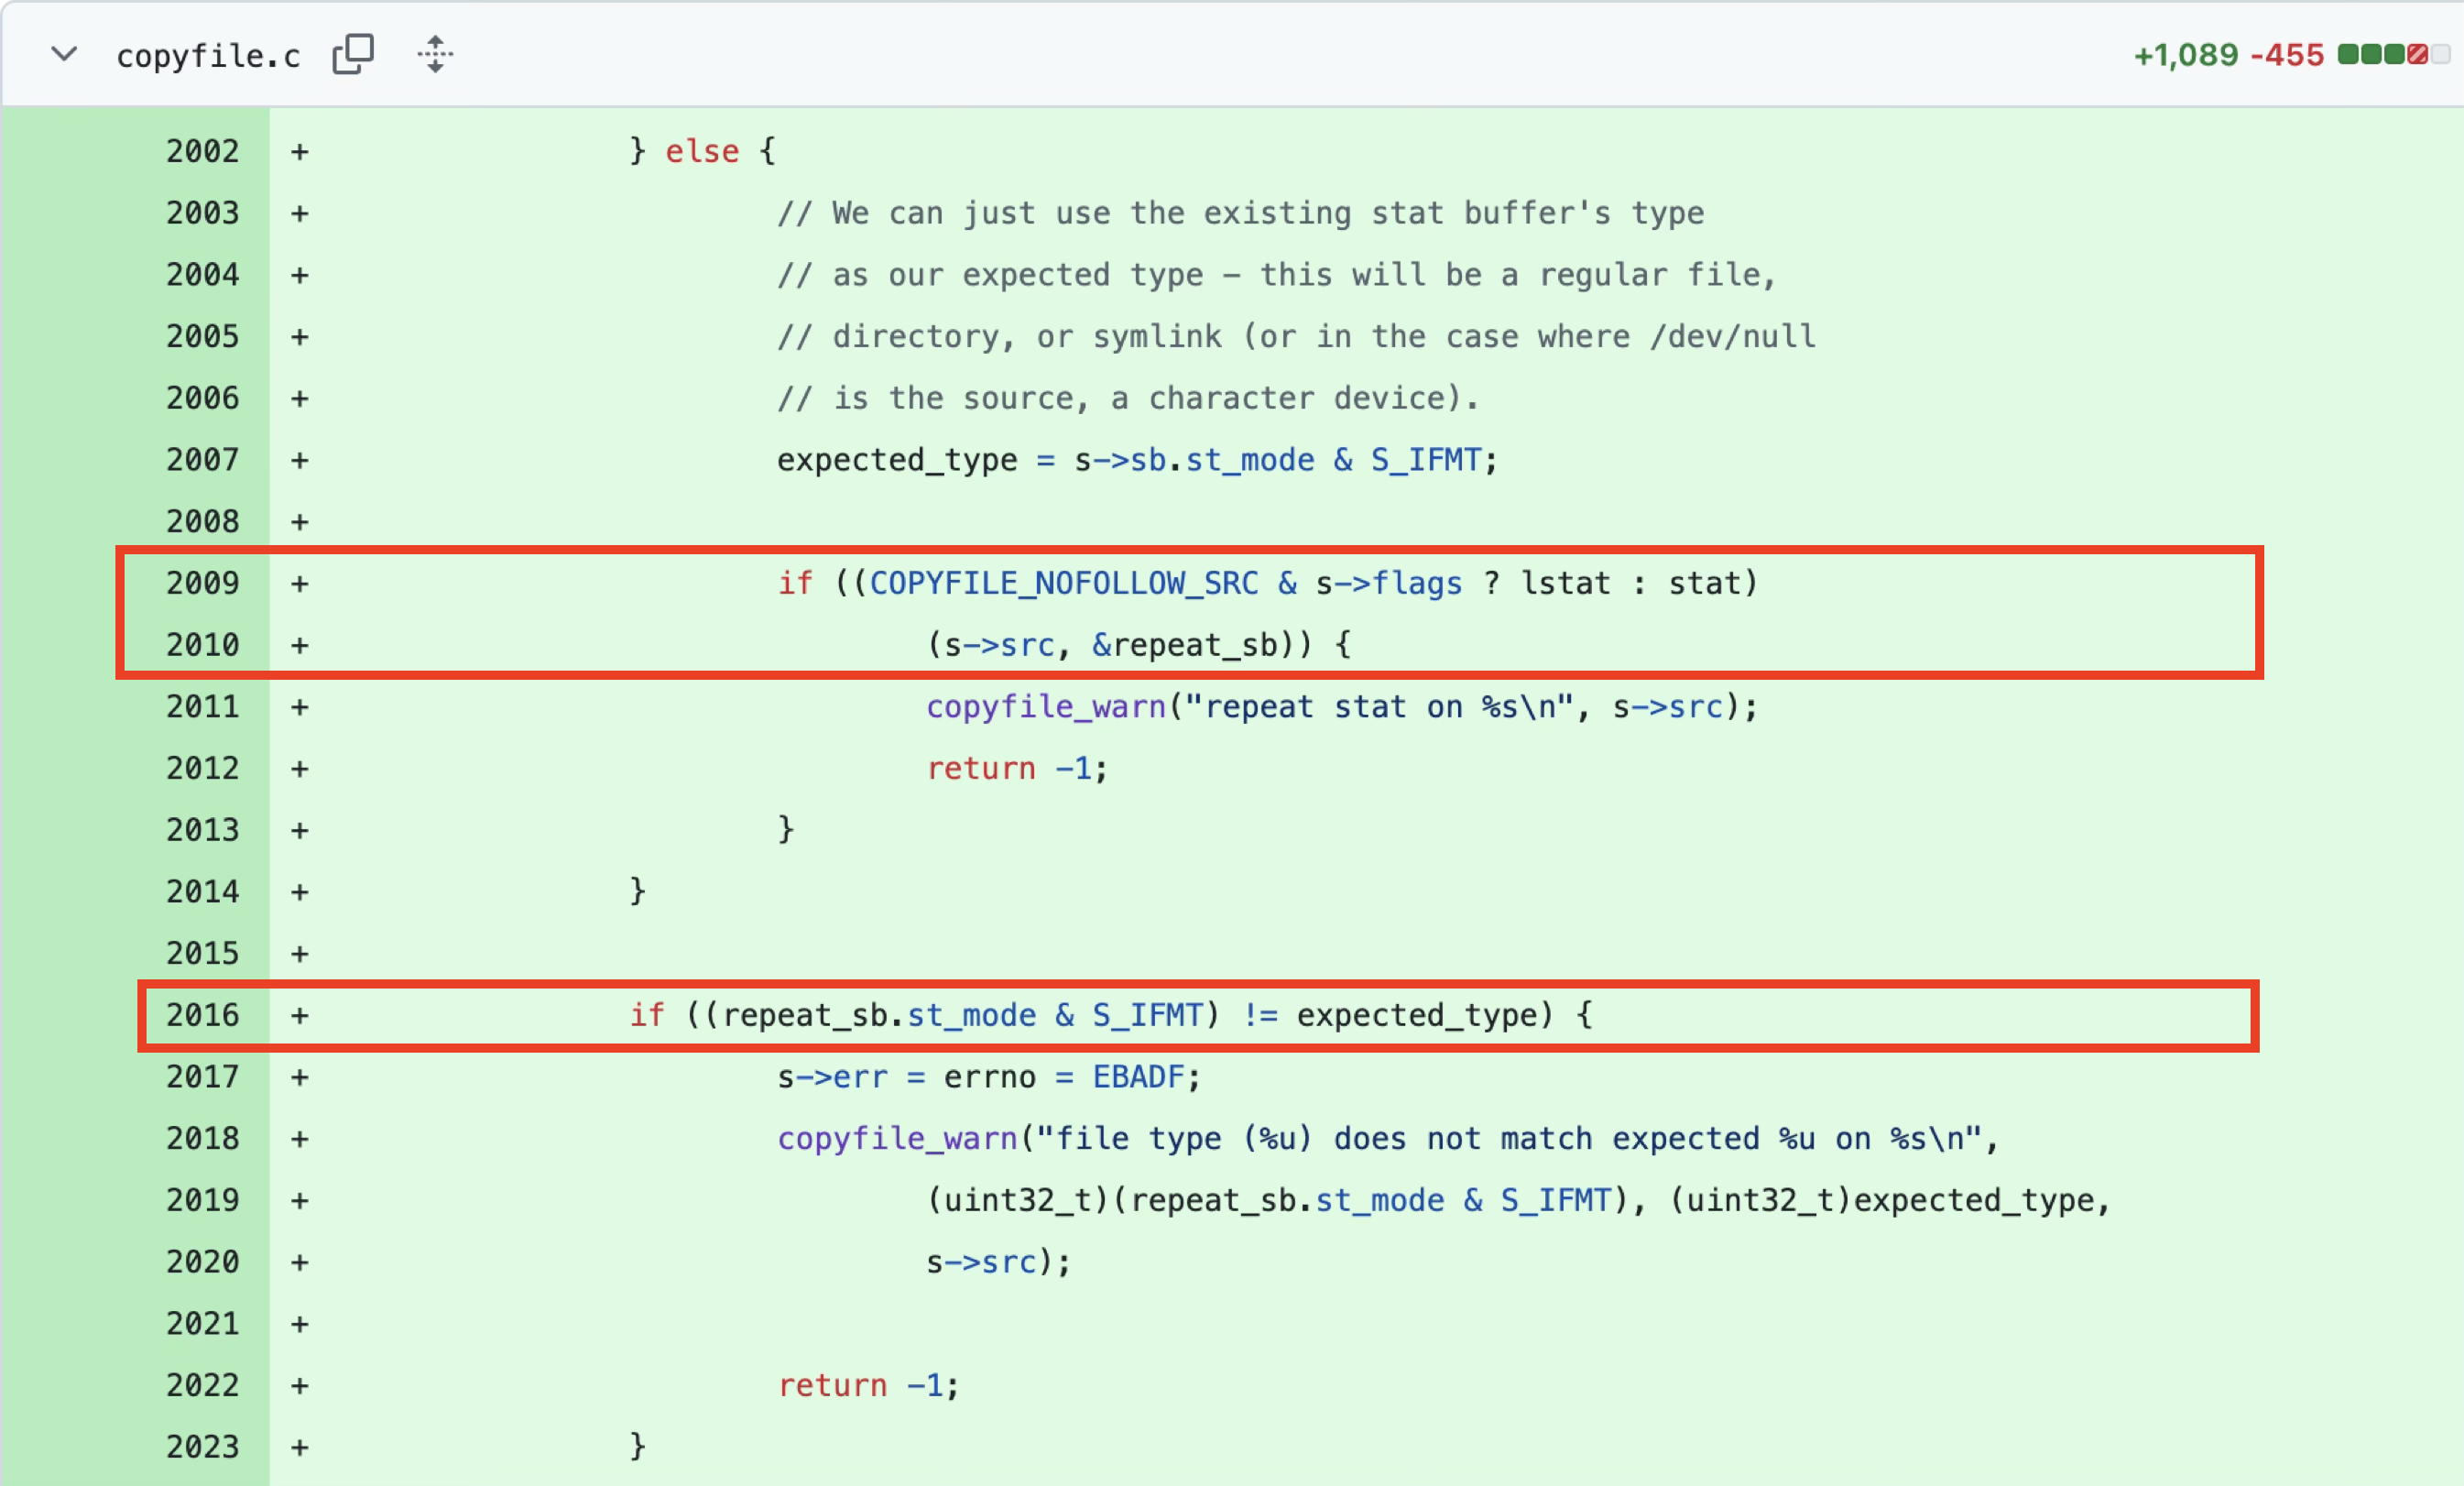 copyfile.c +1,089 -455
2002 + } else {
2003 + // We can just use the existing stat buffer's type
2004 + // as our expected type - this will be a regular file,
2005 + // directory, or symlink (or in the case where /dev/null
2006 + // is the source, a character device).
2007 + expected_type = s->sb.st_mode & S_IFMT;
2008 +
2009 + if ((COPYFILE_NOFOLLOW_SRC & s->flags ? lstat : stat)
2010 + (s->src, &repeat_sb)) {
2011 + copyfile_warn("repeat stat on %s\n", s->src);
2012 + return -1;
2013 + }
2014 + }
2015 +
2016 + if ((repeat_sb.st_mode & S_IFMT) != expected_type) {
2017 + s->err = errno = EBADF;
2018 + copyfile_warn("file type (%u) does not match expected %u on %s\n",
2019 + (uint32_t)(repeat_sb.st_mode & S_IFMT), (uint32_t)expected_type,
2020 + s->src);
2021 +
2022 + return -1;
2023 + }